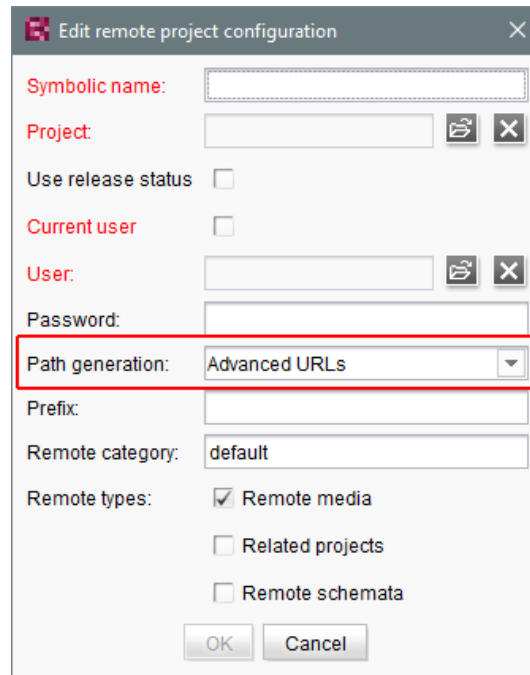 Edit remote project configuration
Symbolic name:
Project:
Use release status
Current user
User:
Password:
Path generation: Advanced URLs
Prefix:
Remote category: default
Remote types: Remote media
Related projects
Remote schemata
OK Cancel